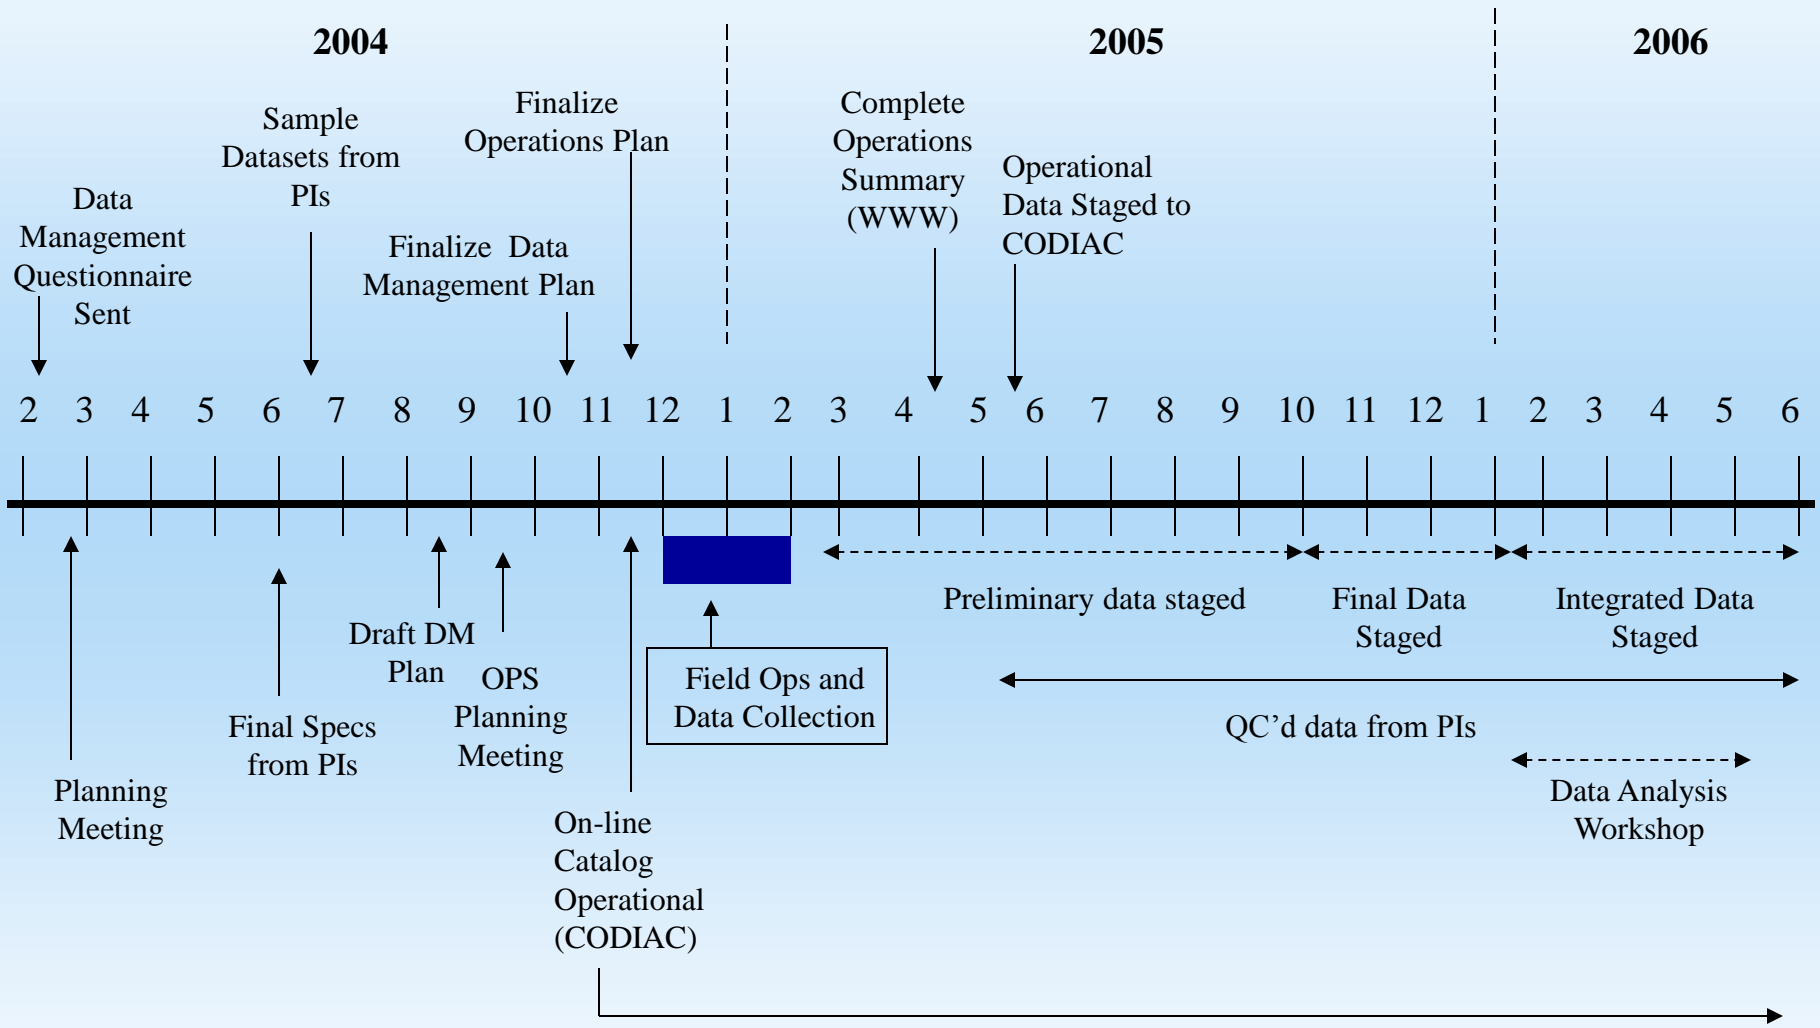 2004
2005
2006
Data
Management
Questionnaire
Sent
Sample
Datasets from
PIs
Finalize Data
Management Plan
Finalize
Operations Plan
Complete
Operations
Summary
(WWW)
Operational
Data Staged to
CODIAC
2 3 4 5 6 7 8 9 10 11 12 1 2 3 4 5 6 7 8 9 10 11 12 1 2 3 4 5 6
Planning
Meeting
Final Specs
from PIs
Draft DM
Plan
OPS
Planning
Meeting
On-line
Catalog
Operational
(CODIAC)
Field Ops and
Data Collection
Preliminary data staged
Final Data
Staged
Integrated Data
Staged
QC’d data from PIs
Data Analysis
Workshop